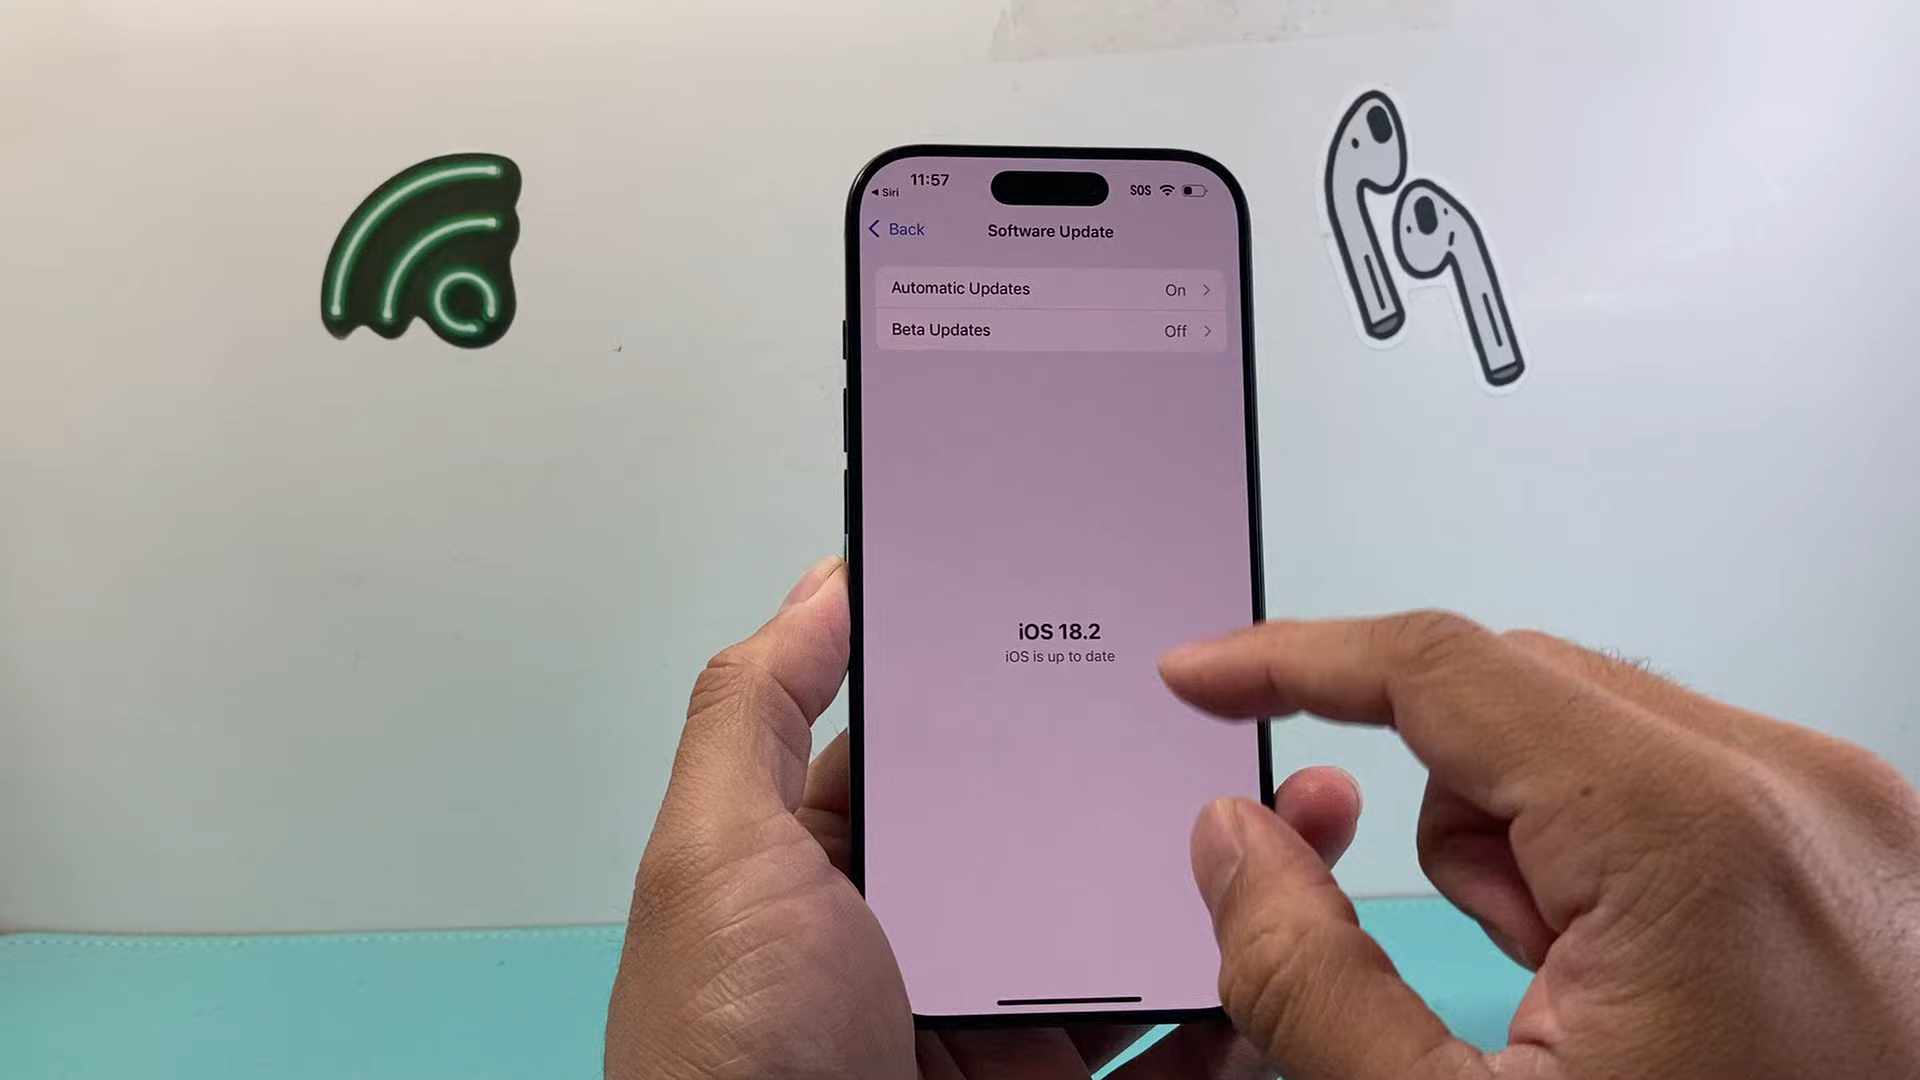 11:57
SOS
◂ Siri
Back
Software Update
Automatic Updates On
Beta Updates Off
iOS 18.2
iOS is up to date